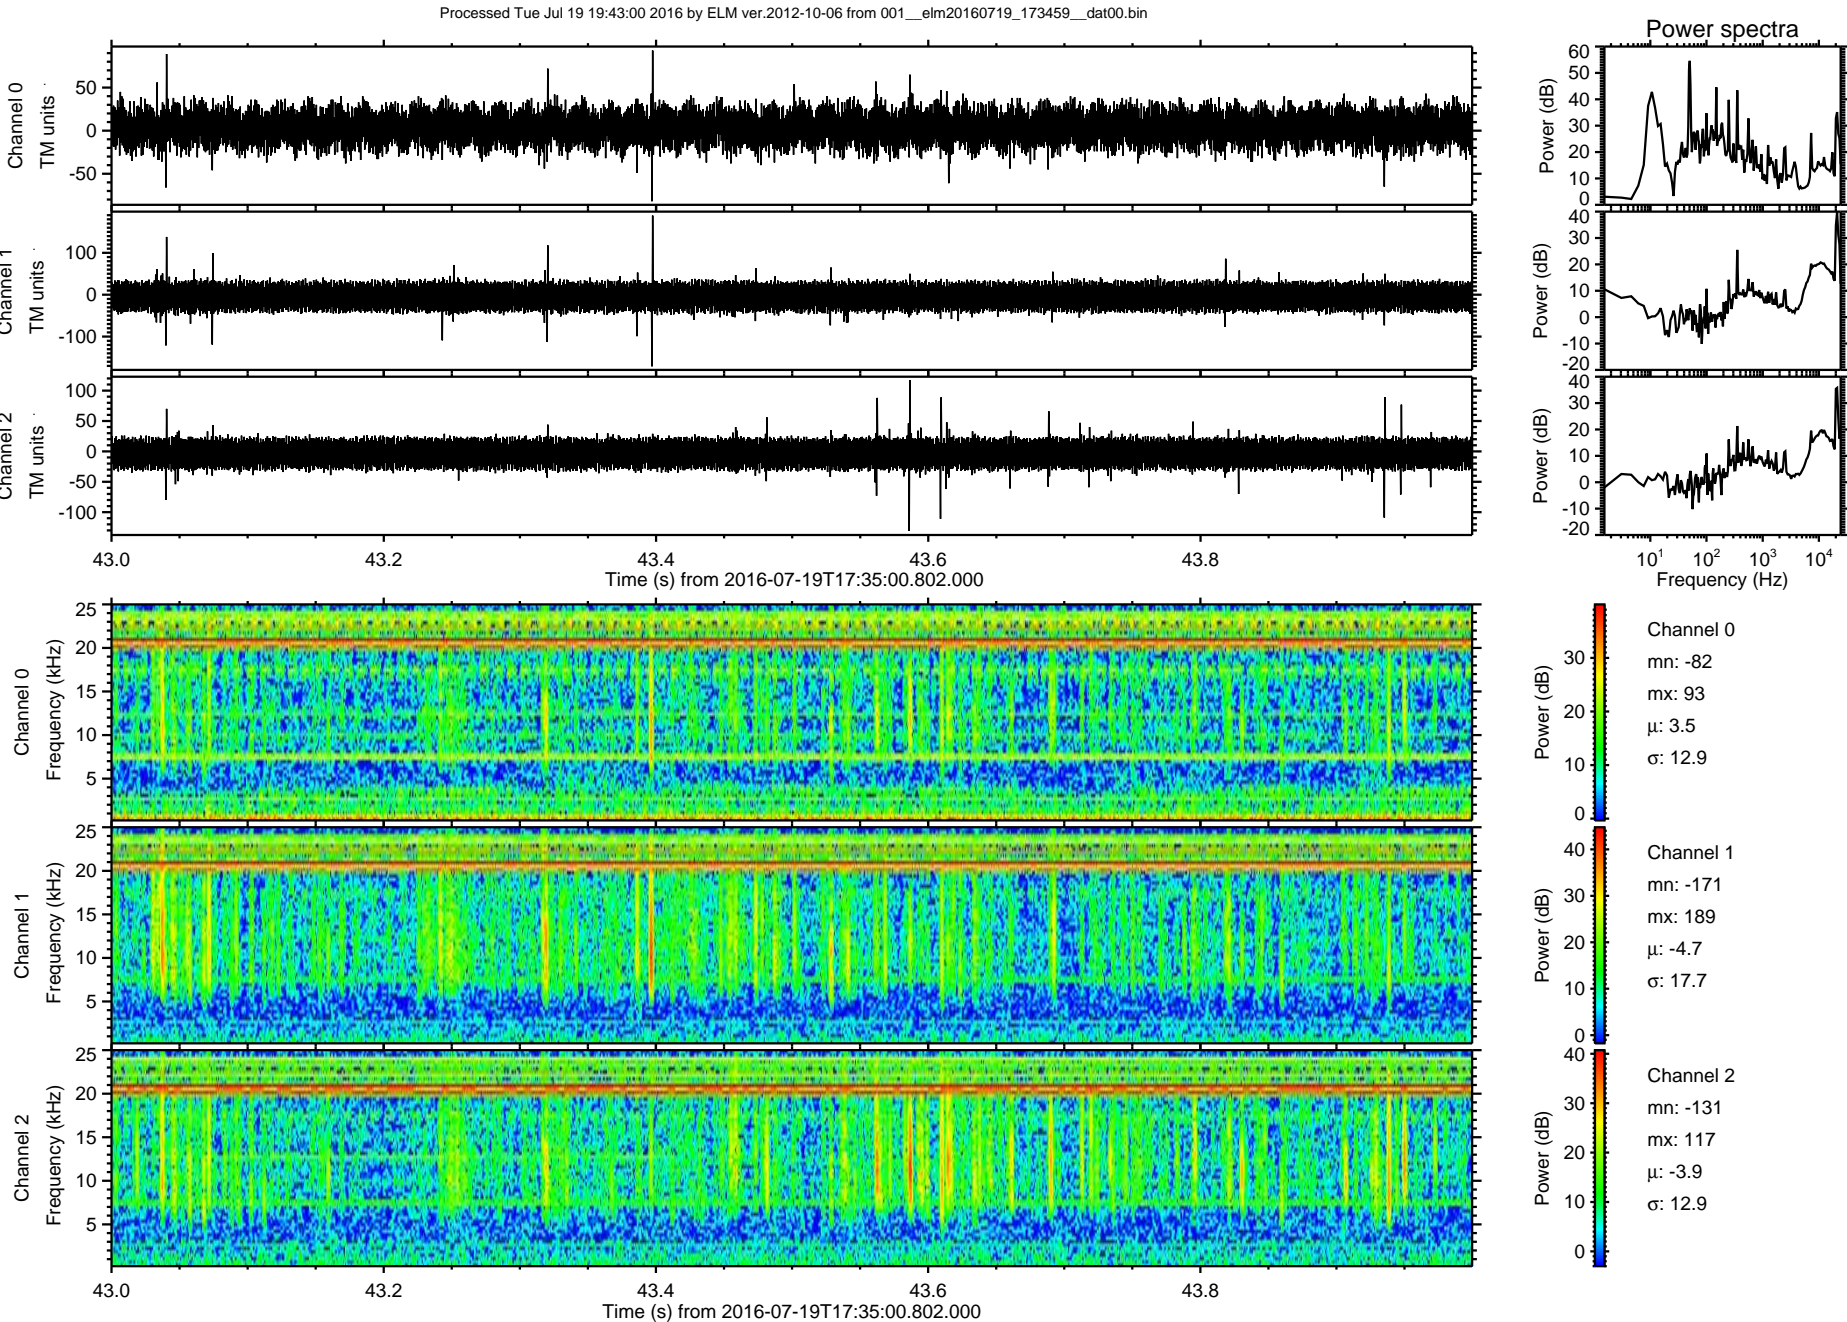 Processed Tue Jul 19 19:43:00 2016 by ELM ver.2012-10-06 from 001__elm20160719_173459__dat00.bin
Power spectra
Channel 0
TM units
50
0
-50
Power (dB)
60
50
40
30
20
10
0
Channel 1
TM units
100
0
-100
Power (dB)
40
30
20
10
0
-10
-20
Channel 2
TM units
100
50
0
-50
-100
Power (dB)
40
30
20
10
0
-10
-20
43.0 43.2 43.4 43.6 43.8
Time (s) from 2016-07-19T17:35:00.802.000
10¹ 10² 10³ 10⁴
Frequency (Hz)
Channel 0
Frequency (kHz)
25
20
15
10
5
Power (dB)
30
20
10
0
Channel 0
mn: -82
mx: 93
μ: 3.5
σ: 12.9
Channel 1
Frequency (kHz)
25
20
15
10
5
Power (dB)
40
30
20
10
0
Channel 1
mn: -171
mx: 189
μ: -4.7
σ: 17.7
Channel 2
Frequency (kHz)
25
20
15
10
5
Power (dB)
40
30
20
10
0
Channel 2
mn: -131
mx: 117
μ: -3.9
σ: 12.9
43.0 43.2 43.4 43.6 43.8
Time (s) from 2016-07-19T17:35:00.802.000